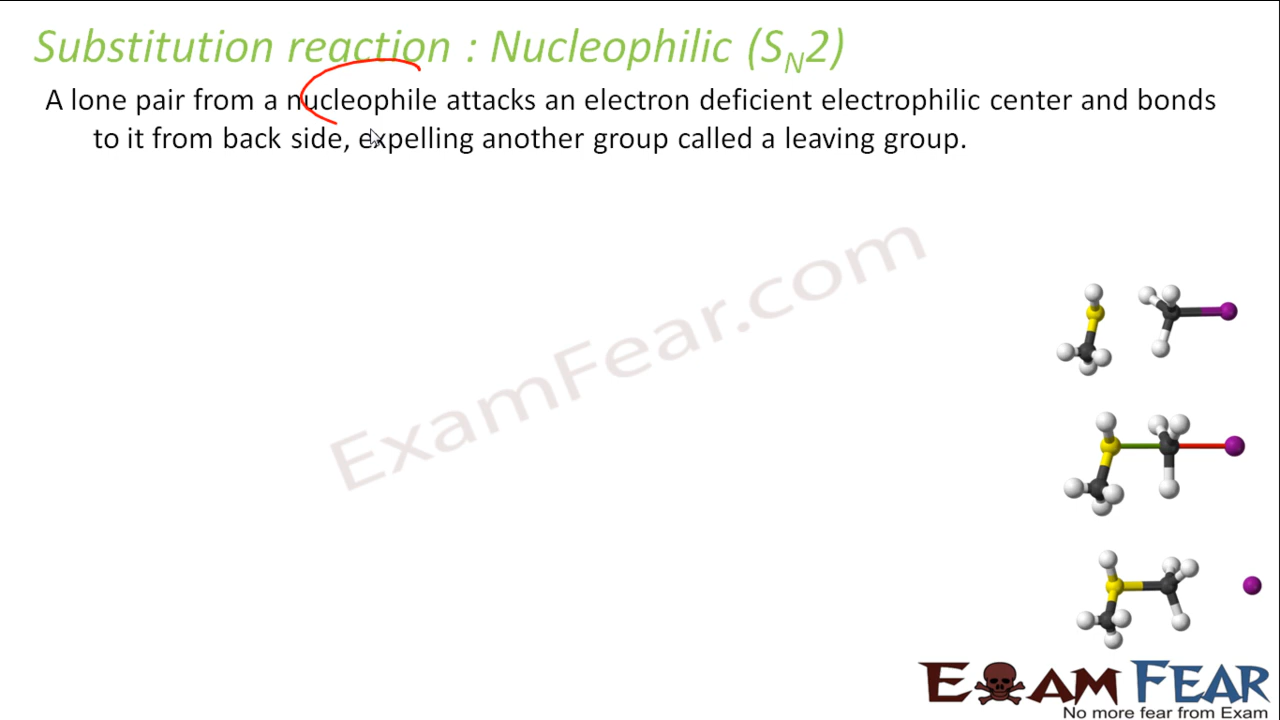 Substitution reaction : Nucleophilic (SN2)
A lone pair from a nucleophile attacks an electron deficient electrophilic center and bonds
to it from back side, expelling another group called a leaving group.
ExamFear.com
EXAM FEAR
No more fear from Exam